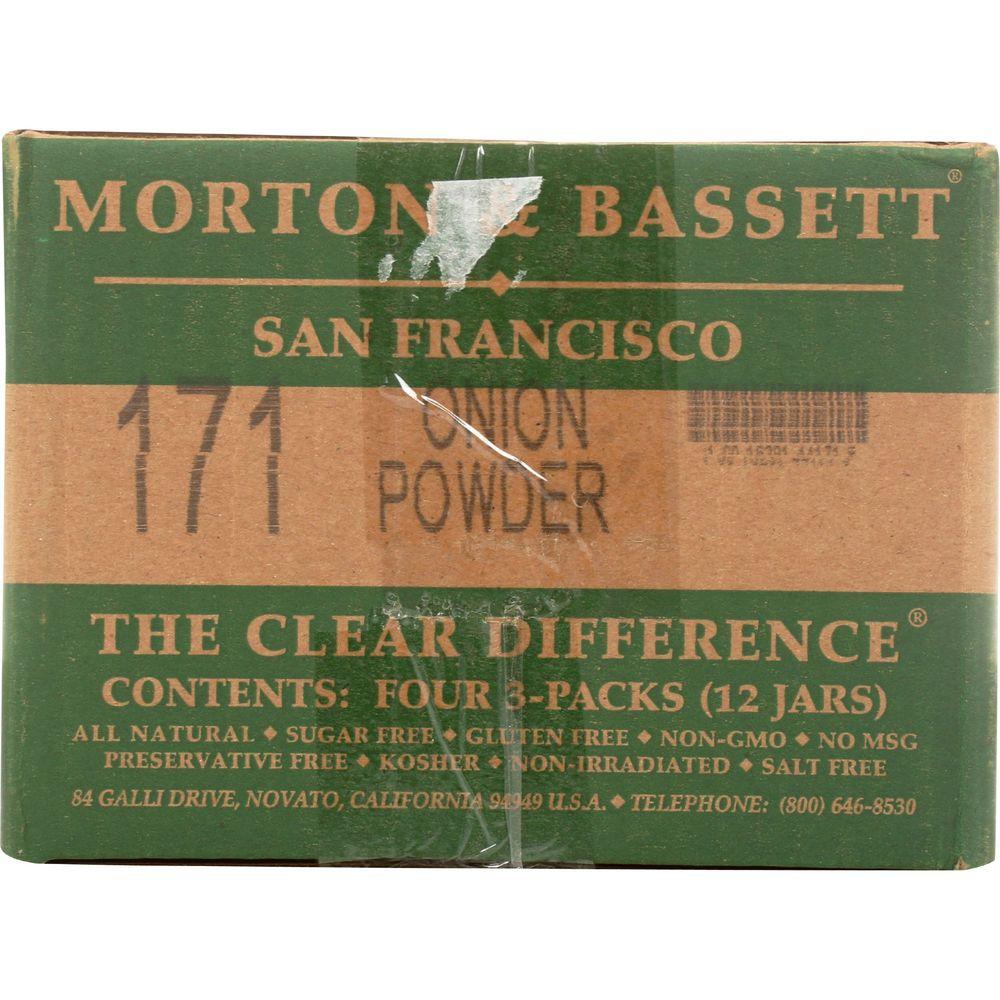 MORTON & BASSETT®
SAN FRANCISCO
171
ONION
POWDER
THE CLEAR DIFFERENCE®
CONTENTS: FOUR 3-PACKS (12 JARS)
ALL NATURAL ◆ SUGAR FREE ◆ GLUTEN FREE ◆ NON-GMO ◆ NO MSG
PRESERVATIVE FREE ◆ KOSHER ◆ NON-IRRADIATED ◆ SALT FREE
84 GALLI DRIVE, NOVATO, CALIFORNIA 94949 U.S.A. ◆ TELEPHONE: (800) 646-8530